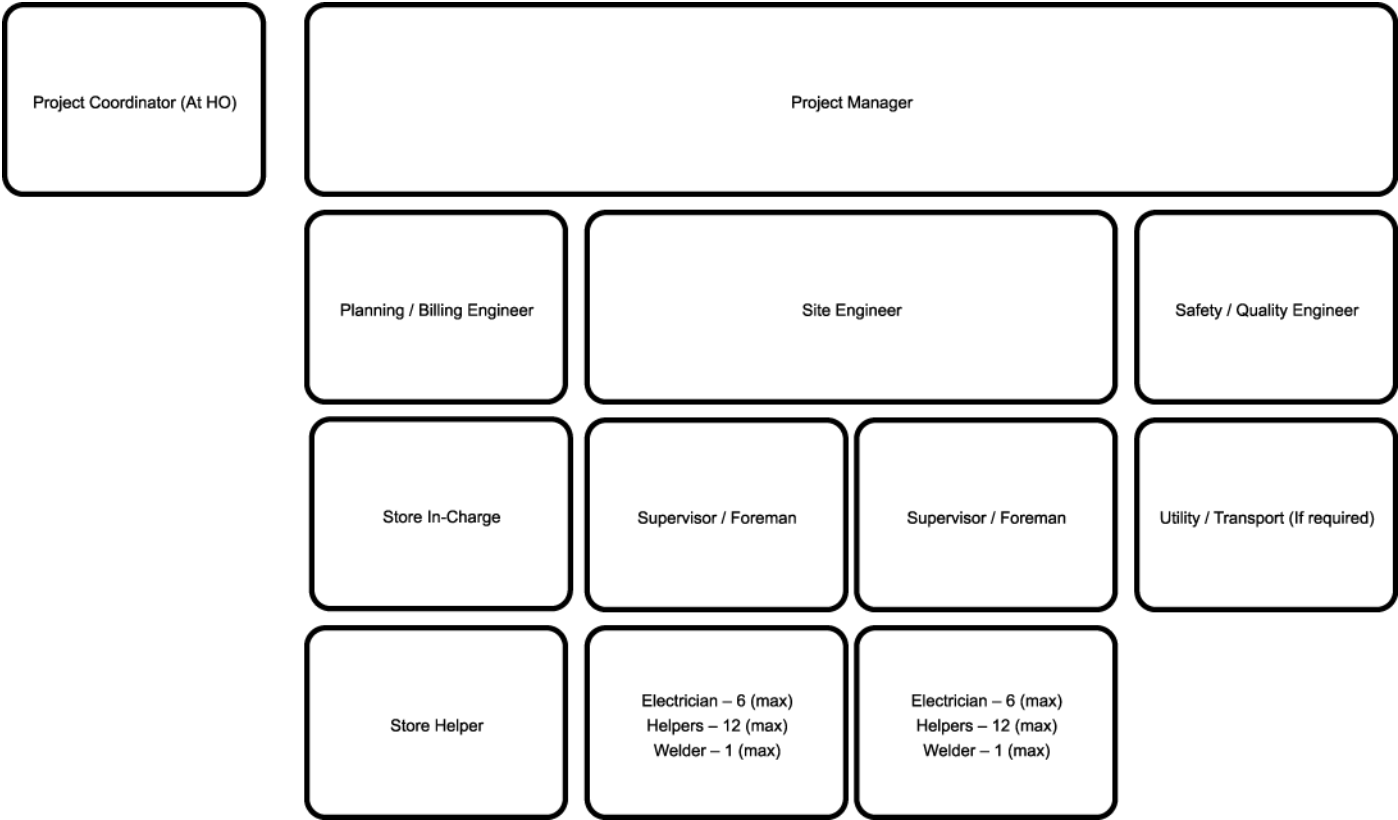 Project Coordinator (At HO)
Project Manager
Planning / Billing Engineer
Site Engineer
Safety / Quality Engineer
Store In-Charge
Supervisor / Foreman
Supervisor / Foreman
Utility / Transport (If required)
Store Helper
Electrician – 6 (max)
Helpers – 12 (max)
Welder – 1 (max)
Electrician – 6 (max)
Helpers – 12 (max)
Welder – 1 (max)